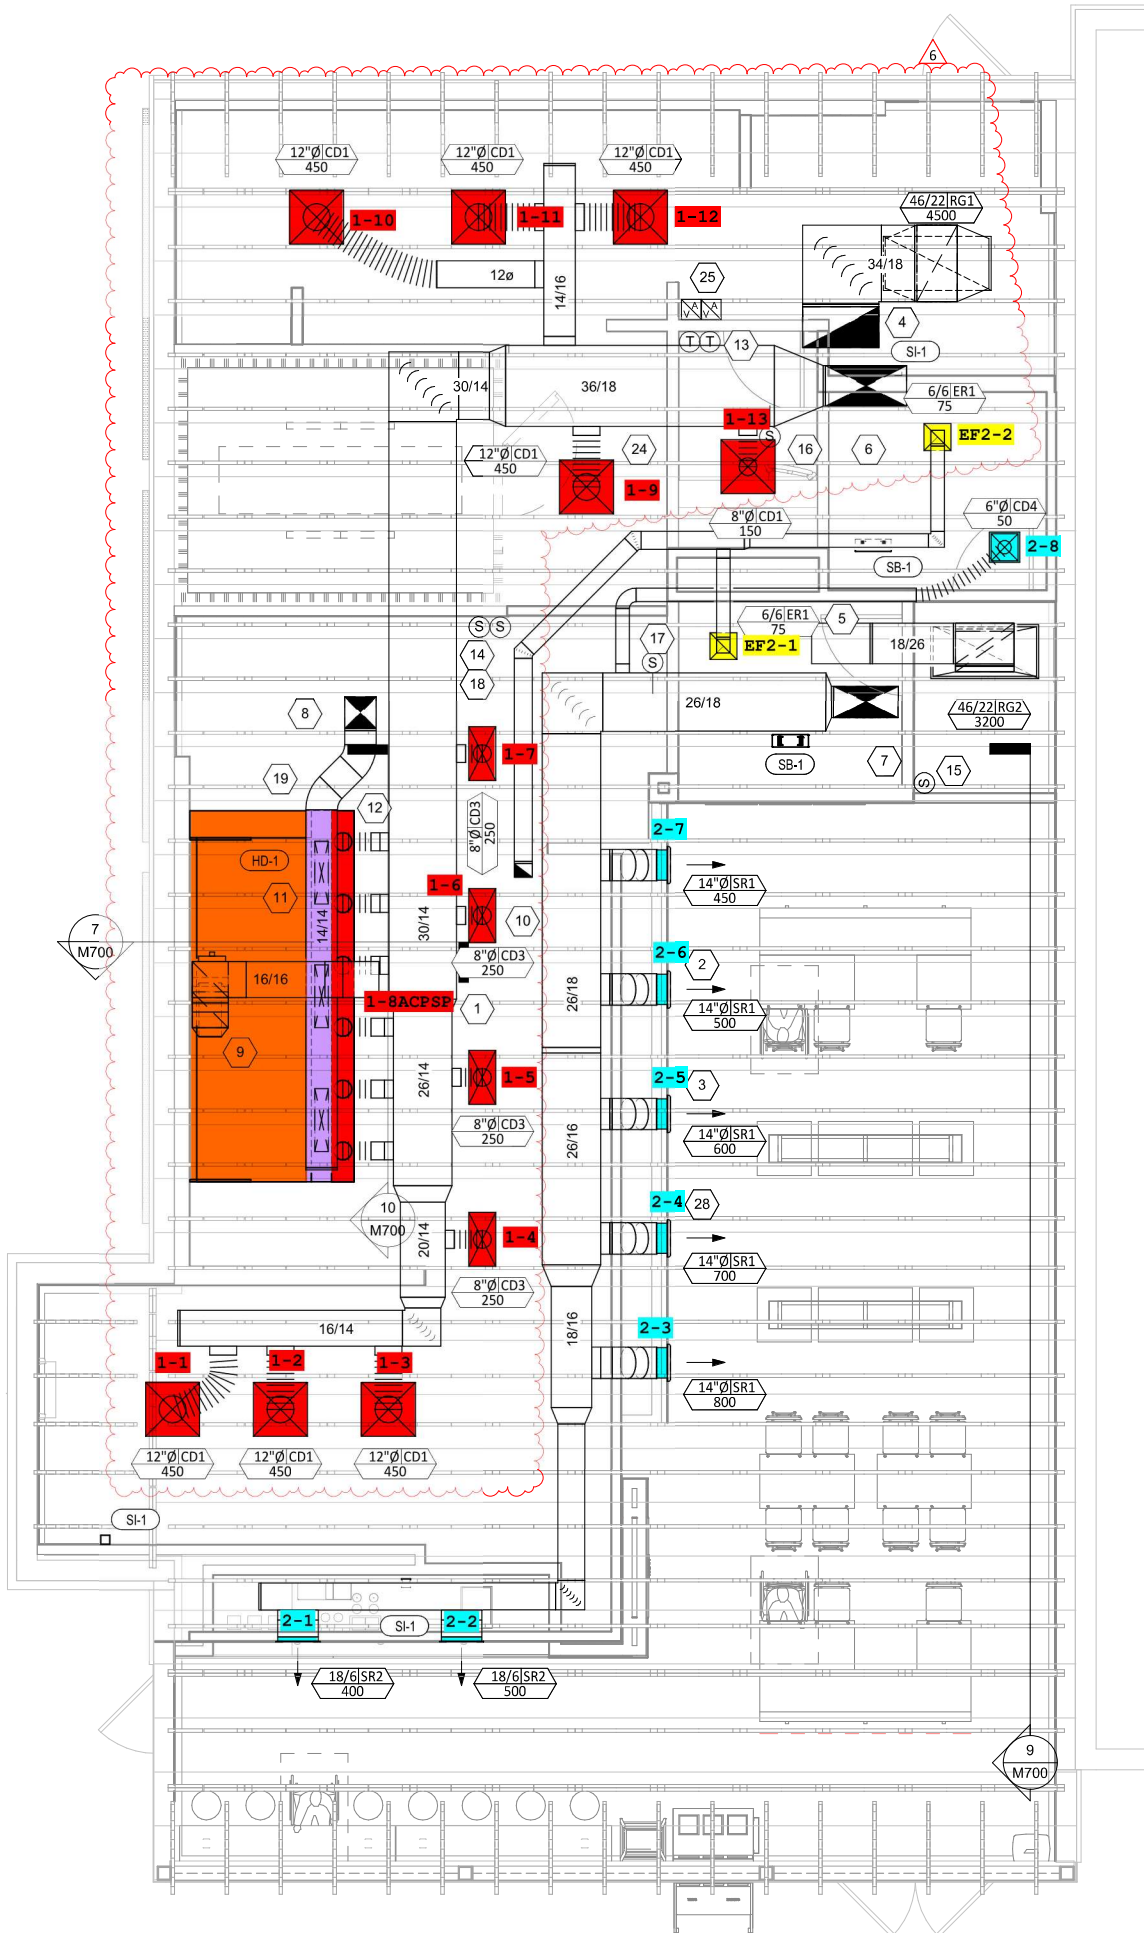 6
12"Ø CD1
450
12"Ø CD1
450
12"Ø CD1
450
46/22 RG1
4500
1-10
1-11
1-12
34/18
12ø
14/16
25
A
V
A
V
4
T
T
13
SI-1
30/14
36/18
6/6 ER1
75
1-13
EF2-2
S
12"Ø CD1
450
24
16
6
1-9
8"Ø CD1
150
6"Ø CD4
50
2-8
SB-1
S
S
6/6 ER1
75
5
14
17
EF2-1
18/26
S
18
26/18
46/22 RG2
3200
8
1-7
SB-1
7
15
S
19
12
8"Ø CD3
250
2-7
HD-1
14"Ø SR1
450
11
1-6
14/14
30/14
10
7
M700
2-6
2
8"Ø CD3
250
16/16
26/18
1-8ACPSP
1
14"Ø SR1
500
9
26/14
1-5
2-5
3
8"Ø CD3
250
26/16
14"Ø SR1
600
10
M700
20/14
1-4
2-4
28
14"Ø SR1
700
8"Ø CD3
250
16/14
18/16
2-3
1-1
1-2
1-3
14"Ø SR1
800
12"Ø CD1
450
12"Ø CD1
450
12"Ø CD1
450
SI-1
2-1
SI-1
2-2
18/6 SR2
400
18/6 SR2
500
9
M700